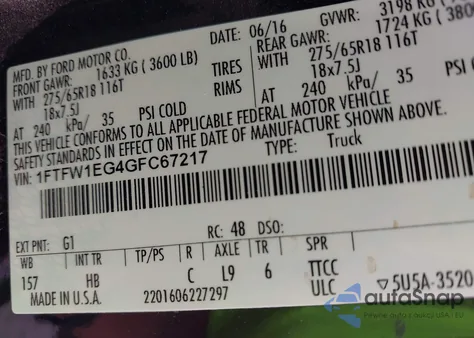 MFD. BY FORD MOTOR CO.
DATE: 06/16 GVWR: 3198 KG
FRONT GAWR: 1633 KG ( 3600 LB) REAR GAWR: 1724 KG ( 380
WITH 275/65R18 116T TIRES WITH 275/65R18 116T
18x7.5J RIMS 18x7.5J
AT 240 kPa/ 35 PSI COLD AT 240 kPa/ 35 PSI COLD
THIS VEHICLE CONFORMS TO ALL APPLICABLE FEDERAL MOTOR VEHICLE
IN EFFECT ON THE DATE OF MANUFACTURE SHOWN ABOVE.
VIN: 1FTFW1EG4GFC67217 TYPE: Truck
EXT PNT: G1 RC: 48 DSO:
WB INT TR TP/PS R AXLE TR SPR
157 HB C L9 6 TTCC
MADE IN U.S.A. 2201606227297 ULC ▽5U5A-3520
autoSnap